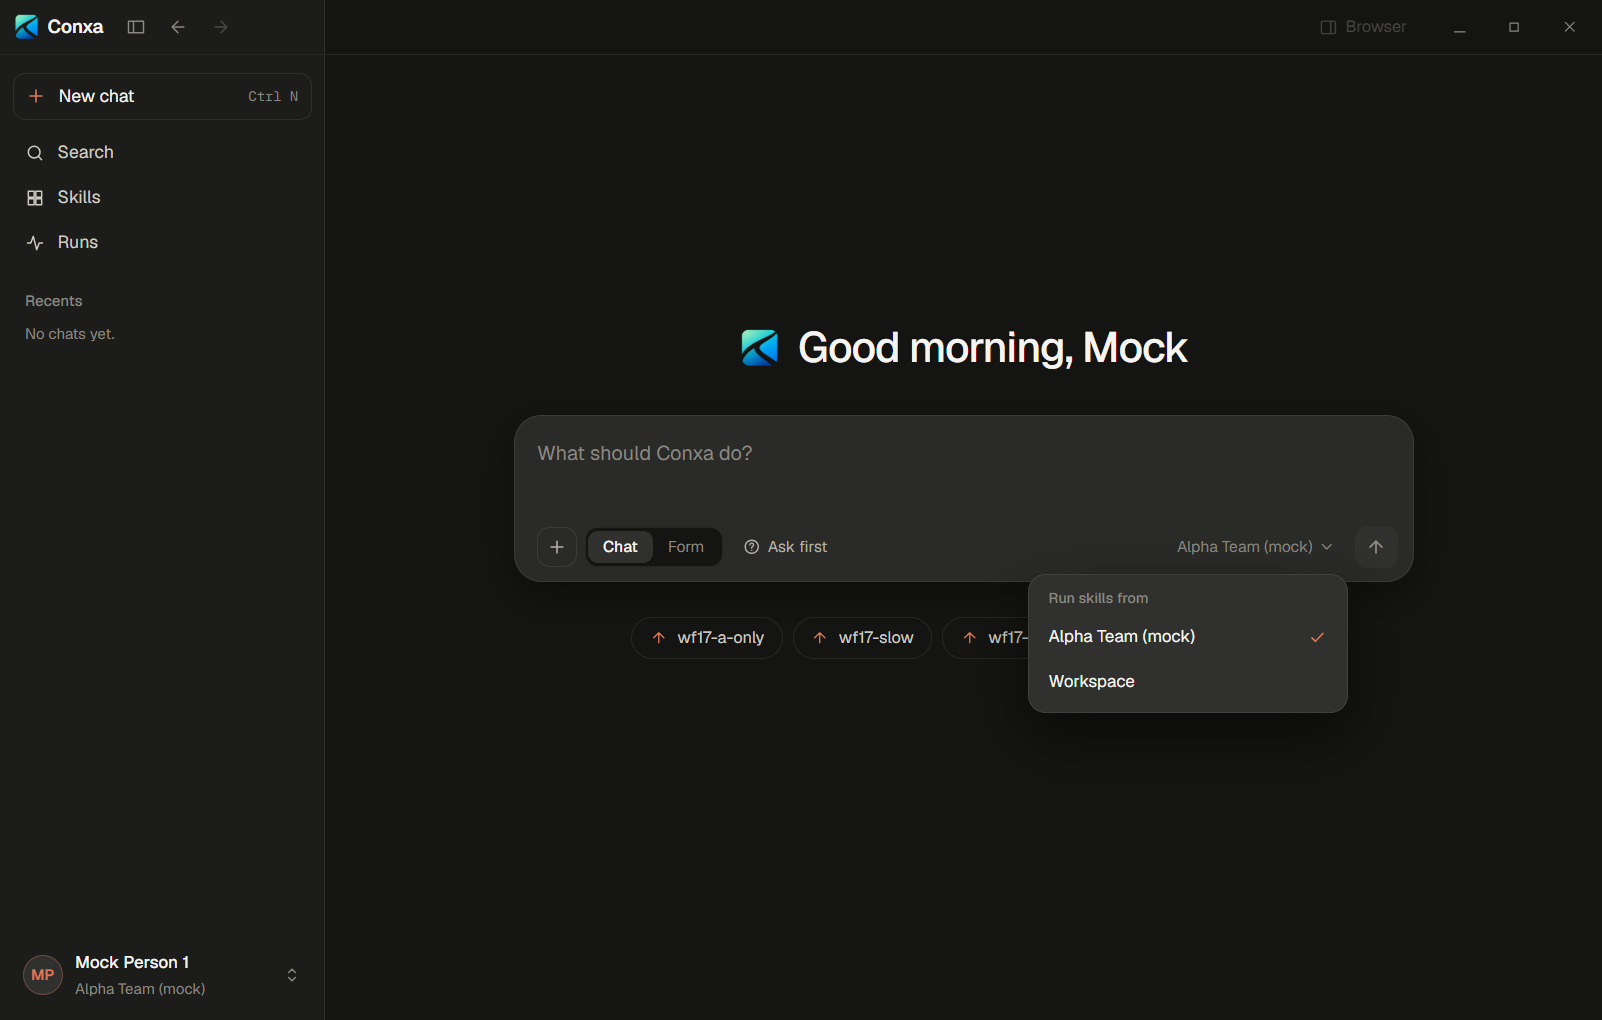 Conxa
Browser
New chat
Ctrl N
Search
Skills
Runs
Recents
No chats yet.
Good morning, Mock
What should Conxa do?
Chat
Form
Ask first
Alpha Team (mock)
Run skills from
Alpha Team (mock)
Workspace
wf17-a-only
wf17-slow
wf17-
MP
Mock Person 1
Alpha Team (mock)